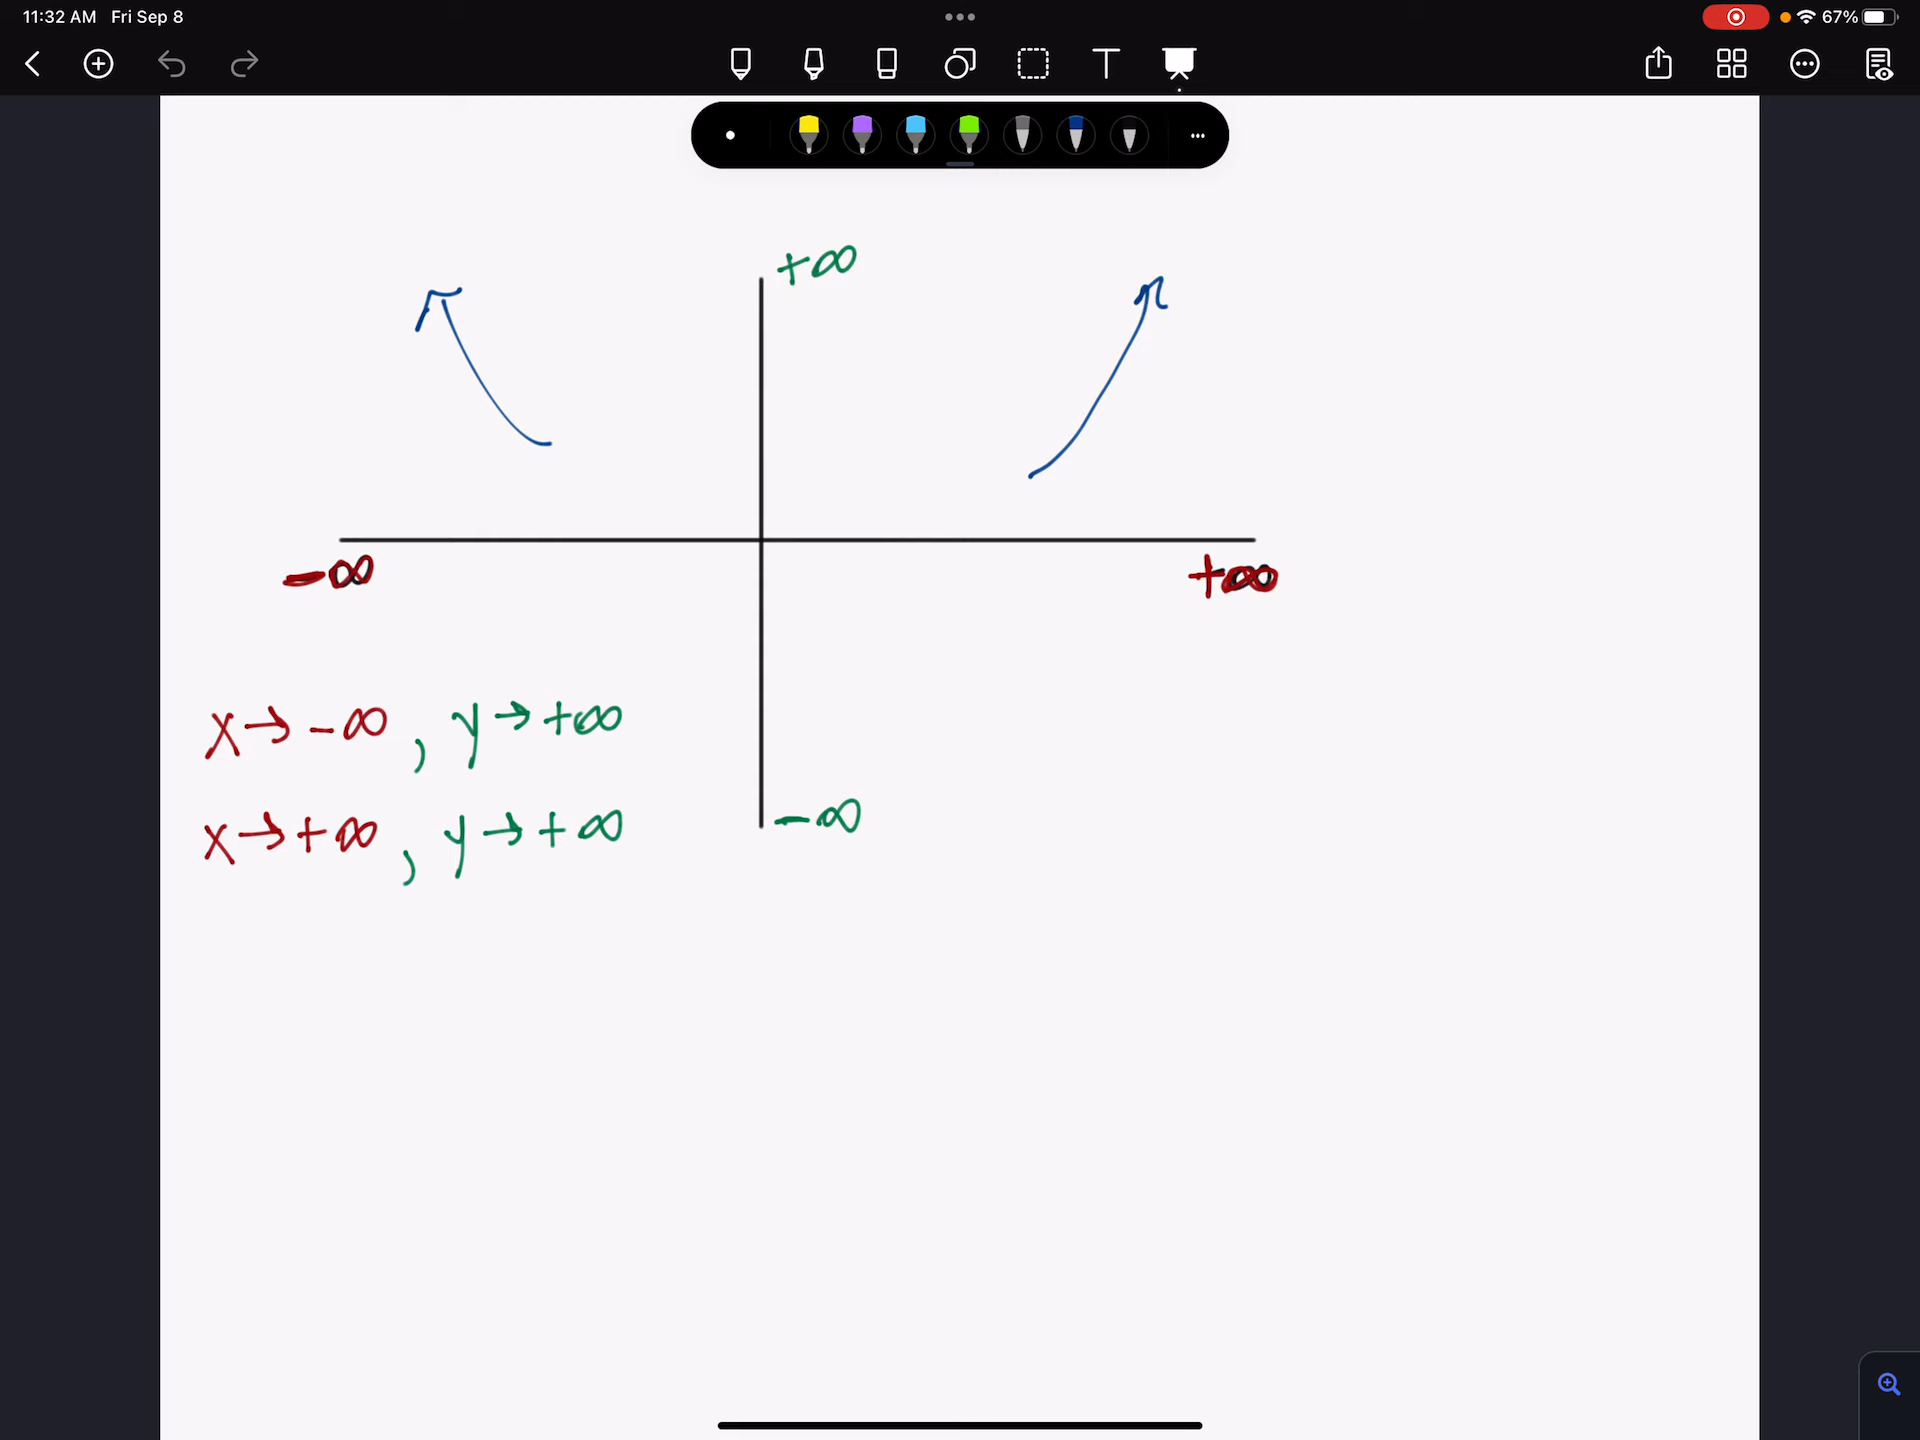 11:32 AM Fri Sep 8
67%
+∞
-∞
+∞
x→-∞, y→+∞
-∞
x→+∞, y→+∞